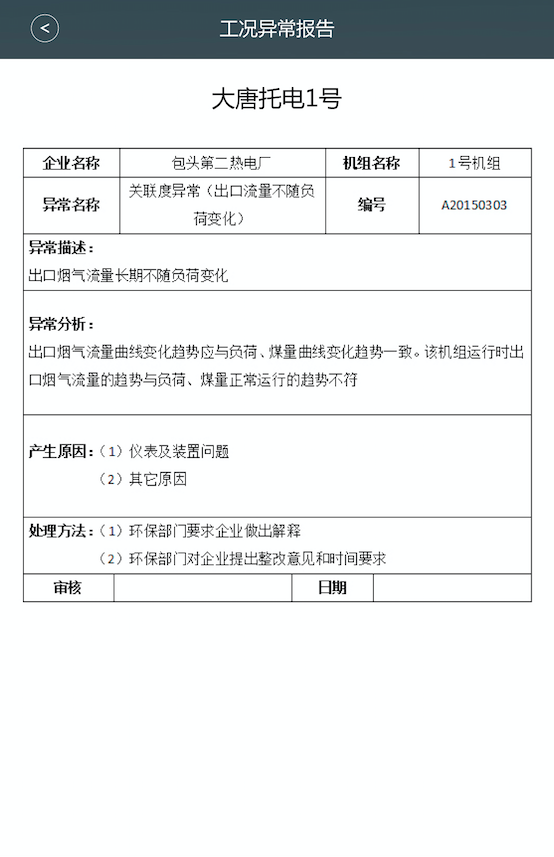 <
工况异常报告
大唐托电1号
企业名称 包头第二热电厂 机组名称 1号机组
异常名称 关联度异常（出口流量不随负
荷变化） 编号 A20150303
异常描述：
出口烟气流量长期不随负荷变化
异常分析：
出口烟气流量曲线变化趋势应与负荷、煤量曲线变化趋势一致。该机组运行时出
口烟气流量的趋势与负荷、煤量正常运行的趋势不符
产生原因：（1）仪表及装置问题
（2）其它原因
处理方法：（1）环保部门要求企业做出解释
（2）环保部门对企业提出整改意见和时间要求
审核 日期